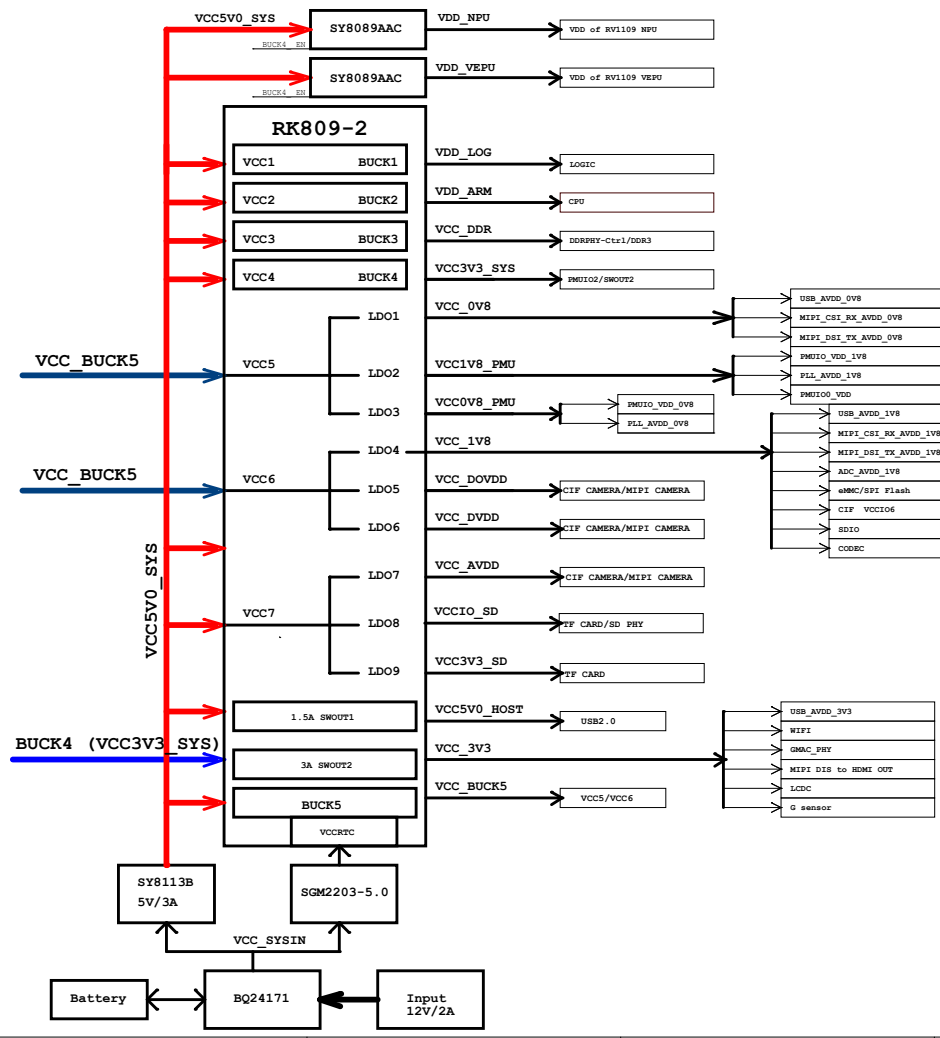 VCC5V0_SYS
SY8089AAC
VDD_NPU
VDD of RV1109 NPU
BUCK4_EN
SY8089AAC
VDD_VEPU
VDD of RV1109 VEPU
BUCK4_EN
RK809-2
VCC1 BUCK1
VDD_LOG
LOGIC
VCC2 BUCK2
VDD_ARM
CPU
VCC3 BUCK3
VCC_DDR
DDRPHY-Ctrl/DDR3
VCC4 BUCK4
VCC3V3_SYS
PMUIO2/SWOUT2
LDO1
VCC_0V8
USB_AVDD_0V8
MIPI_CSI_RX_AVDD_0V8
MIPI_DSI_TX_AVDD_0V8
VCC_BUCK5
VCC5
LDO2
VCC1V8_PMU
PMUIO_VDD_1V8
PLL_AVDD_1V8
PMUIO0_VDD
LDO3
VCC0V8_PMU
PMUIO_VDD_0V8
PLL_AVDD_0V8
LDO4
VCC_1V8
USB_AVDD_1V8
MIPI_CSI_RX_AVDD_1V8
MIPI_DSI_TX_AVDD_1V8
ADC_AVDD_1V8
eMMC/SPI Flash
CIF VCCIO6
SDIO
CODEC
VCC_BUCK5
VCC6
LDO5
VCC_DOVDD
CIF CAMERA/MIPI CAMERA
LDO6
VCC_DVDD
CIF CAMERA/MIPI CAMERA
VCC5V0_SYS
LDO7
VCC_AVDD
CIF CAMERA/MIPI CAMERA
VCC7
LDO8
VCCIO_SD
TF CARD/SD PHY
LDO9
VCC3V3_SD
TF CARD
1.5A SWOUT1
VCC5V0_HOST
USB2.0
BUCK4 (VCC3V3_SYS)
3A SWOUT2
VCC_3V3
USB_AVDD_3V3
WIFI
GMAC_PHY
MIPI DIS to HDMI OUT
LCDC
G sensor
BUCK5
VCC_BUCK5
VCC5/VCC6
VCCRTC
SY8113B
5V/3A
SGM2203-5.0
VCC_SYSIN
Battery
BQ24171
Input
12V/2A